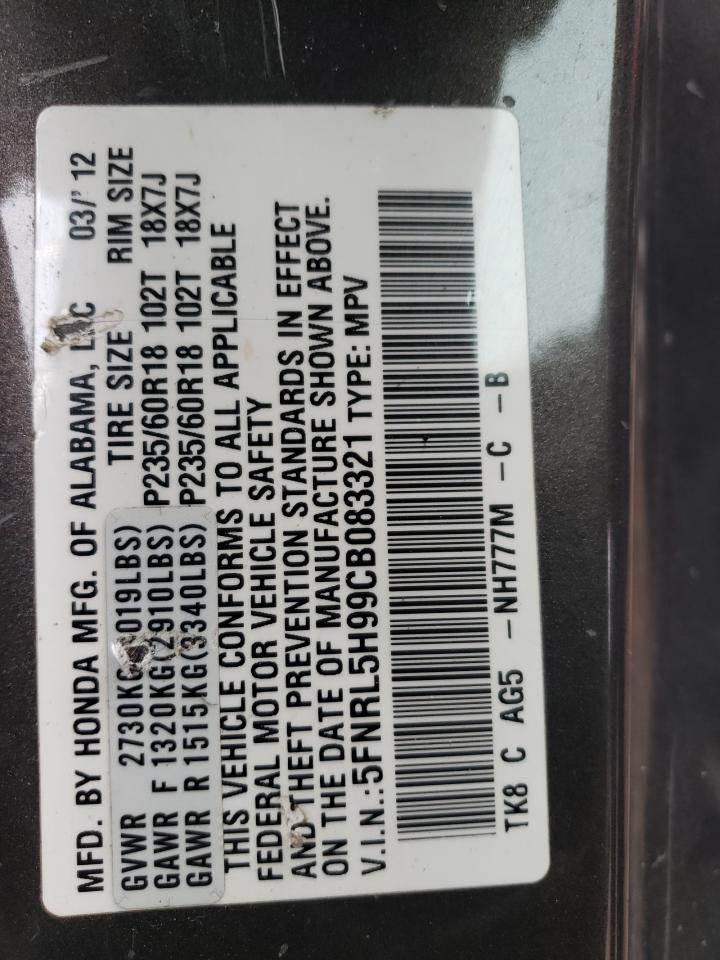 MFD. BY HONDA MFG. OF ALABAMA, LLC 03/'12
TIRE SIZE RIM SIZE
GVWR 2730KG 019LBS)
GAWR F 1320KG(2910LBS) P235/60R18 102T 18X7J
GAWR R 1515KG(3340LBS) P235/60R18 102T 18X7J
THIS VEHICLE CONFORMS TO ALL APPLICABLE
FEDERAL MOTOR VEHICLE SAFETY
AND THEFT PREVENTION STANDARDS IN EFFECT
ON THE DATE OF MANUFACTURE SHOWN ABOVE.
V.I.N.:5FNRL5H99CB083321 TYPE: MPV
TK8 C AG5 -NH777M -C -B